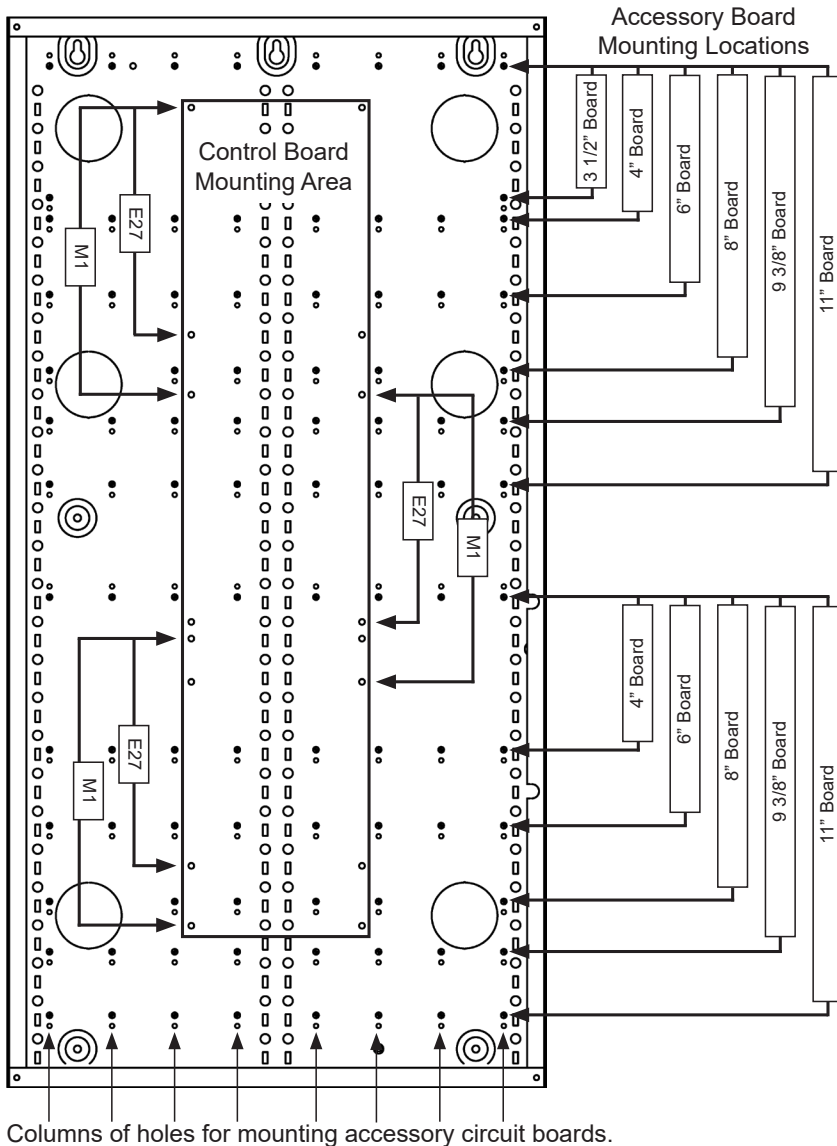 Accessory Board
Mounting Locations
Control Board
Mounting Area
M1
E27
3 1/2” Board
4” Board
6” Board
8” Board
9 3/8” Board
11” Board
E27
M1
M1
E27
4” Board
6” Board
8” Board
9 3/8” Board
11” Board
Columns of holes for mounting accessory circuit boards.